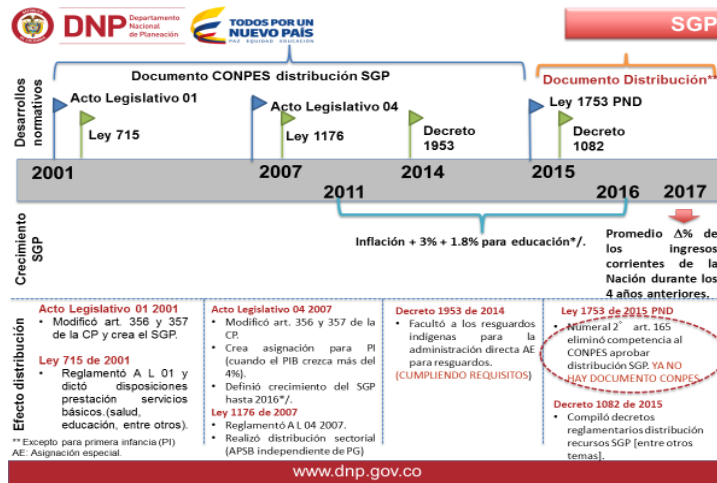 DNP Departamento
Nacional
de Planeación
TODOS POR UN
NUEVO PAÍS
PAZ EQUIDAD EDUCACIÓN
SGP
Desarrollos
normativos
Documento CONPES distribución SGP
Documento Distribución**
Acto Legislativo 01
Ley 715
Acto Legislativo 04
Ley 1176
Decreto
1953
Ley 1753 PND
Decreto
1082
2001
2007
2011
2014
2015
2016
2017
Crecimiento
SGP
Inflación + 3% + 1.8% para educación*/.
Promedio Δ% de
los ingresos
corrientes de la
Nación durante los
4 años anteriores.
Efecto distribución
Acto Legislativo 01 2001
• Modificó art. 356 y 357
de la CP y crea el SGP.
Ley 715 de 2001
• Reglamentó A L 01 y
dictó disposiciones
prestación servicios
básicos.(salud,
educación, entre otros).
** Excepto para primera infancia(PI)
AE: Asignación especial.
Acto Legislativo 04 2007
• Modificó art. 356 y 357 de la
CP.
• Crea asignación para PI
(cuando el PIB crezca más del
4%).
• Definió crecimiento del SGP
hasta 2016*/.
Ley 1176 de 2007
• Reglamentó A L 04 2007.
• Realizó distribución sectorial
(APSB independiente de PG)
Decreto 1953 de 2014
• Facultó a los resguardos
indígenas para la
administración directa AE
para resguardos.
(CUMPLIENDO REQUISITOS)
Ley 1753 de 2015 PND
• Numeral 2° art. 165
eliminó competencia al
CONPES aprobar
distribución SGP. YA NO
HAY DOCUMENTO CONPES
Decreto 1082 de 2015
• Compiló decretos
reglamentarios distribución
recursos SGP [entre otros
temas].
www.dnp.gov.co